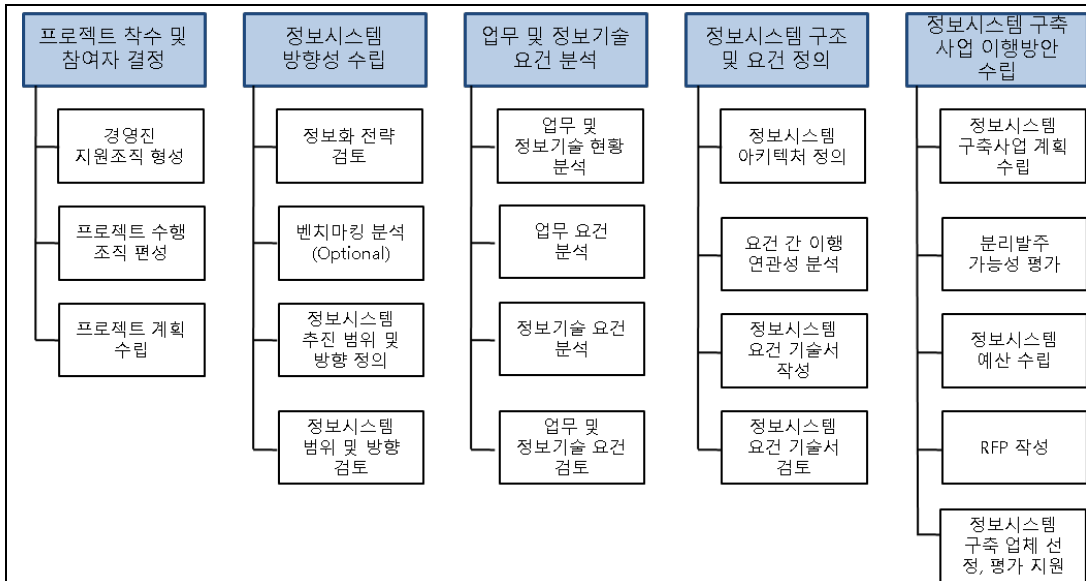 프로젝트 착수 및
참여자 결정
경영진
지원조직 형성
프로젝트 수행
조직 편성
프로젝트 계획
수립
정보시스템
방향성 수립
정보화 전략
검토
벤치마킹 분석
(Optional)
정보시스템
추진 범위 및
방향 정의
정보시스템
범위 및 방향
검토
업무 및 정보기술
요건 분석
업무 및
정보기술 현황
분석
업무 요건
분석
정보기술 요건
분석
업무 및
정보기술 요건
검토
정보시스템 구조
및 요건 정의
정보시스템
아키텍처 정의
요건 간 이행
연관성 분석
정보시스템
요건 기술서
작성
정보시스템
요건 기술서
검토
정보시스템 구축
사업 이행방안
수립
정보시스템
구축사업 계획
수립
분리발주
가능성 평가
정보시스템
예산 수립
RFP 작성
정보시스템
구축 업체 선
정, 평가 지원